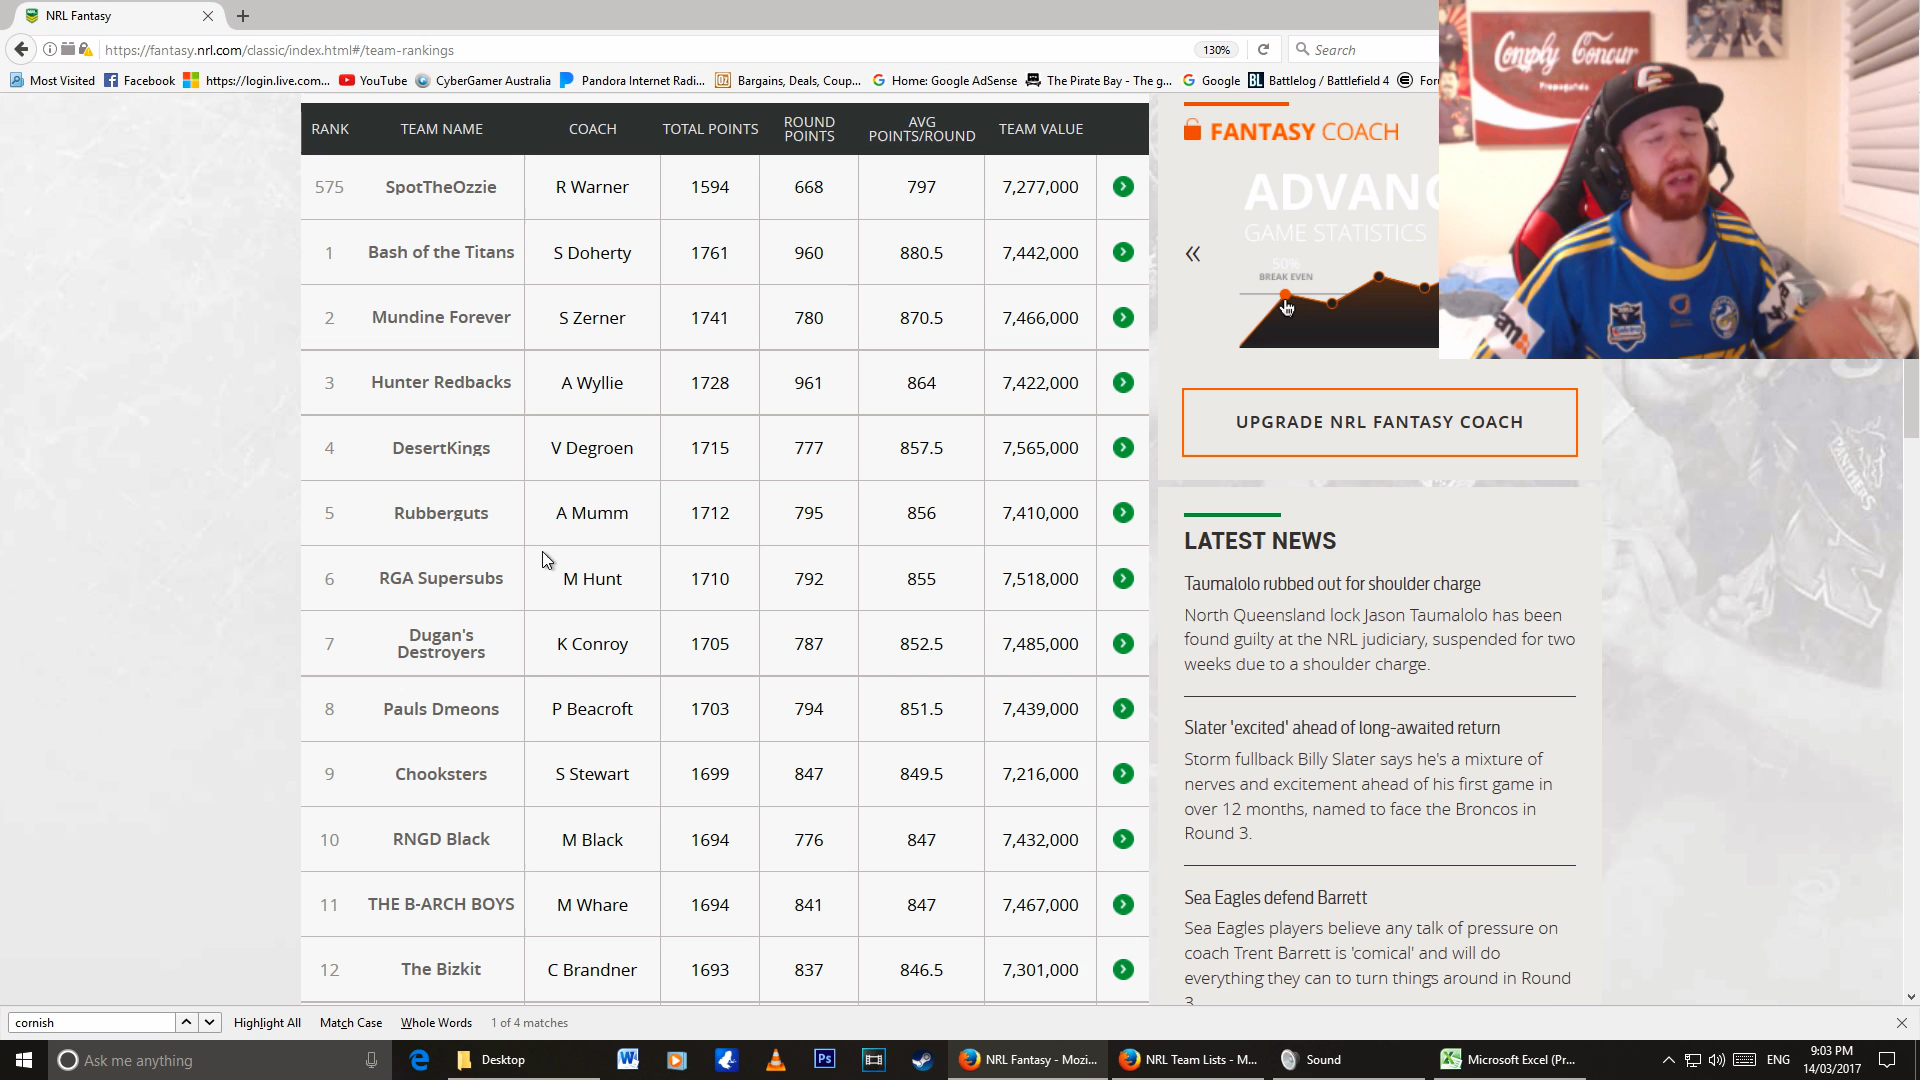 NRL Fantasy
https://fantasy.nrl.com/classic/index.html#/team-rankings
130%
Search
Most Visited Facebook https://login.live.com... YouTube CyberGamer Australia Pandora Internet Radi... Bargains, Deals, Coup... Home: Google AdSense The Pirate Bay - The g... Google Battlelog / Battlefield 4 For
Comply Concur
Propaganda
RANK TEAM NAME COACH TOTAL POINTS ROUND POINTS AVG POINTS/ROUND TEAM VALUE
575 SpotTheOzzie R Warner 1594 668 797 7,277,000
1 Bash of the Titans S Doherty 1761 960 880.5 7,442,000
2 Mundine Forever S Zerner 1741 780 870.5 7,466,000
3 Hunter Redbacks A Wyllie 1728 961 864 7,422,000
4 DesertKings V Degroen 1715 777 857.5 7,565,000
5 Rubberguts A Mumm 1712 795 856 7,410,000
6 RGA Supersubs M Hunt 1710 792 855 7,518,000
7 Dugan's Destroyers K Conroy 1705 787 852.5 7,485,000
8 Pauls Dmeons P Beacroft 1703 794 851.5 7,439,000
9 Chooksters S Stewart 1699 847 849.5 7,216,000
10 RNGD Black M Black 1694 776 847 7,432,000
11 THE B-ARCH BOYS M Whare 1694 841 847 7,467,000
12 The Bizkit C Brandner 1693 837 846.5 7,301,000
FANTASY COACH
ADVANC
GAME STATISTICS
50%
BREAK EVEN
UPGRADE NRL FANTASY COACH
PANTHERS
LATEST NEWS
Taumalolo rubbed out for shoulder charge
North Queensland lock Jason Taumalolo has been
found guilty at the NRL judiciary, suspended for two
weeks due to a shoulder charge.
Slater 'excited' ahead of long-awaited return
Storm fullback Billy Slater says he's a mixture of
nerves and excitement ahead of his first game in
over 12 months, named to face the Broncos in
Round 3.
Sea Eagles defend Barrett
Sea Eagles players believe any talk of pressure on
coach Trent Barrett is 'comical' and will do
everything they can to turn things around in Round
3.
cornish Highlight All Match Case Whole Words 1 of 4 matches
Ask me anything Desktop NRL Fantasy - Mozi... NRL Team Lists - M... Sound Microsoft Excel (Pr... ENG 9:03 PM
14/03/2017